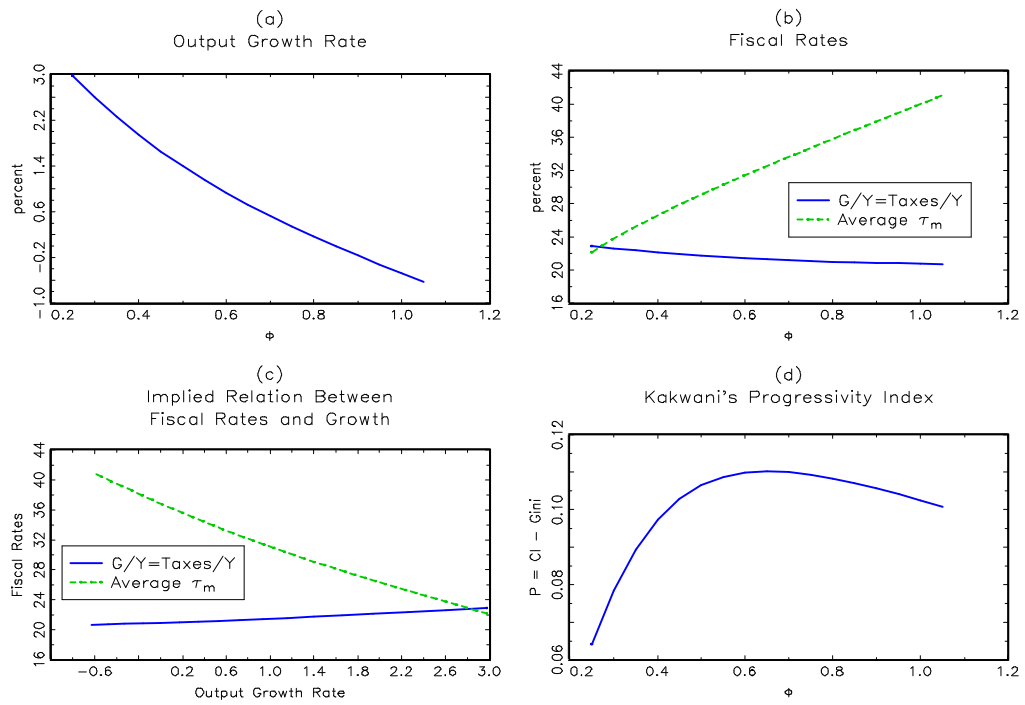 (a)
Output Growth Rate
percent
3.0
2.2
1.4
0.6
−0.2
−1.0
0.2 0.4 0.6 0.8 1.0 1.2
Φ
(b)
Fiscal Rates
percent
44
40
36
32
28
24
20
16
G/Y=Taxes/Y
Average τm
0.2 0.4 0.6 0.8 1.0 1.2
Φ
(c)
Implied Relation Between
Fiscal Rates and Growth
Fiscal Rates
44
40
36
32
28
24
20
16
G/Y=Taxes/Y
Average τm
−0.6 0.2 0.6 1.0 1.4 1.8 2.2 2.6 3.0
Output Growth Rate
(d)
Kakwani's Progressivity Index
P = CI − Gini
0.12
0.10
0.08
0.06
0.2 0.4 0.6 0.8 1.0 1.2
Φ